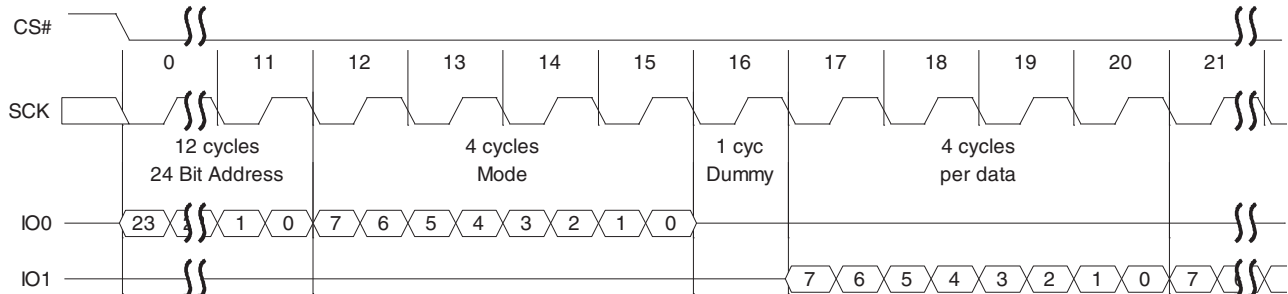 CS#
0 11 12 13 14 15 16 17 18 19 20 21
SCK
12 cycles 4 cycles 1 cyc 4 cycles
24 Bit Address Mode Dummy per data
IO0 23 1 0 7 6 5 4 3 2 1 0
IO1 7 6 5 4 3 2 1 0 7